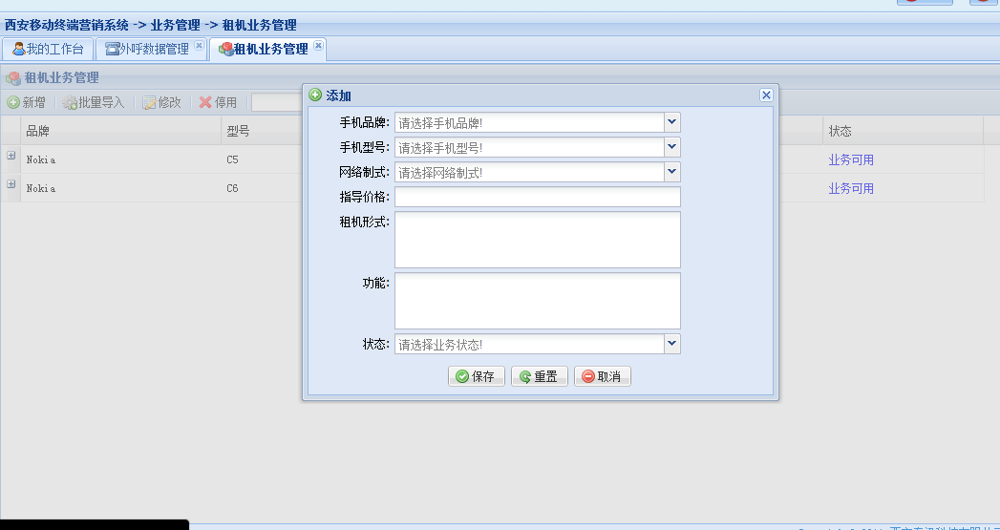 西安移动终端营销系统 -> 业务管理 -> 租机业务管理
我的工作台 外呼数据管理 租机业务管理
租机业务管理
新增 批量导入 修改 停用
品牌 型号 状态
Nokia C5 业务可用
Nokia C6 业务可用
添加
手机品牌: 请选择手机品牌!
手机型号: 请选择手机型号!
网络制式: 请选择网络制式!
指导价格:
租机形式:
功能:
状态: 请选择业务状态!
保存 重置 取消